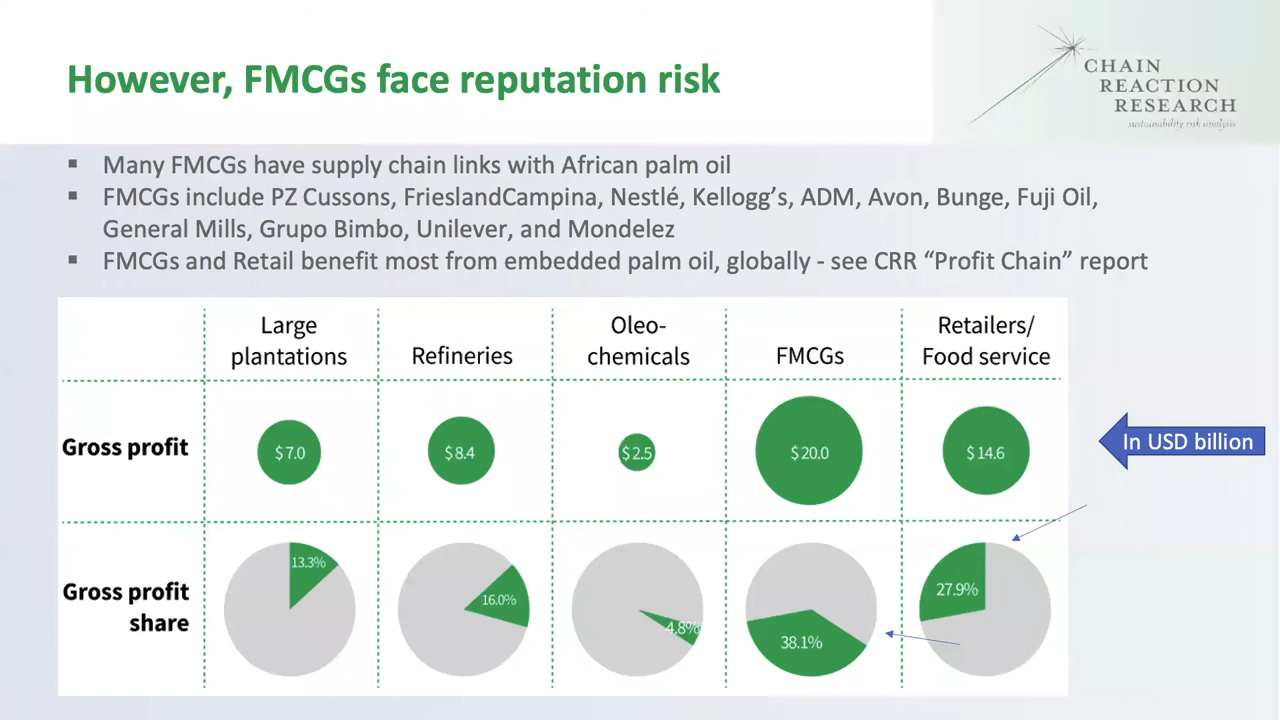 However, FMCGs face reputation risk
CHAIN
REACTION
RESEARCH
sustainability risk analysis
▪ Many FMCGs have supply chain links with African palm oil
▪ FMCGs include PZ Cussons, FrieslandCampina, Nestlé, Kellogg’s, ADM, Avon, Bunge, Fuji Oil,
General Mills, Grupo Bimbo, Unilever, and Mondelez
▪ FMCGs and Retail benefit most from embedded palm oil, globally - see CRR “Profit Chain” report
Large
plantations
Refineries
Oleo-
chemicals
FMCGs
Retailers/
Food service
Gross profit
$ 7.0
$ 8.4
$ 2.5
$ 20.0
$ 14.6
In USD billion
Gross profit
share
13.3%
16.0%
4.8%
38.1%
27.9%